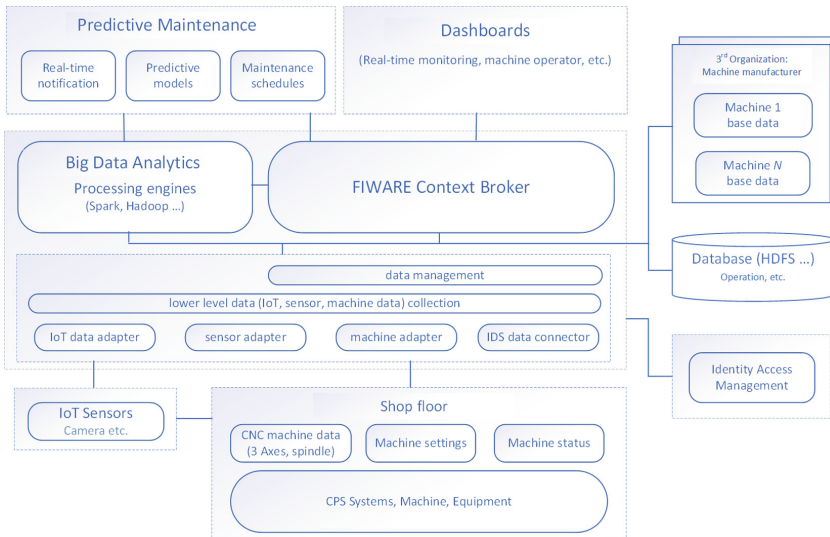 Predictive Maintenance
Real-time
notification
Predictive
models
Maintenance
schedules
Dashboards
(Real-time monitoring, machine operator, etc.)
3rd Organization:
Machine manufacturer
Machine 1
base data
Machine N
base data
Big Data Analytics
Processing engines
(Spark, Hadoop ...)
FIWARE Context Broker
Database (HDFS ...)
Operation, etc.
data management
lower level data (IoT, sensor, machine data) collection
IoT data adapter
sensor adapter
machine adapter
IDS data connector
Identity Access
Management
IoT Sensors
Camera etc.
Shop floor
CNC machine data
(3 Axes, spindle)
Machine settings
Machine status
CPS Systems, Machine, Equipment